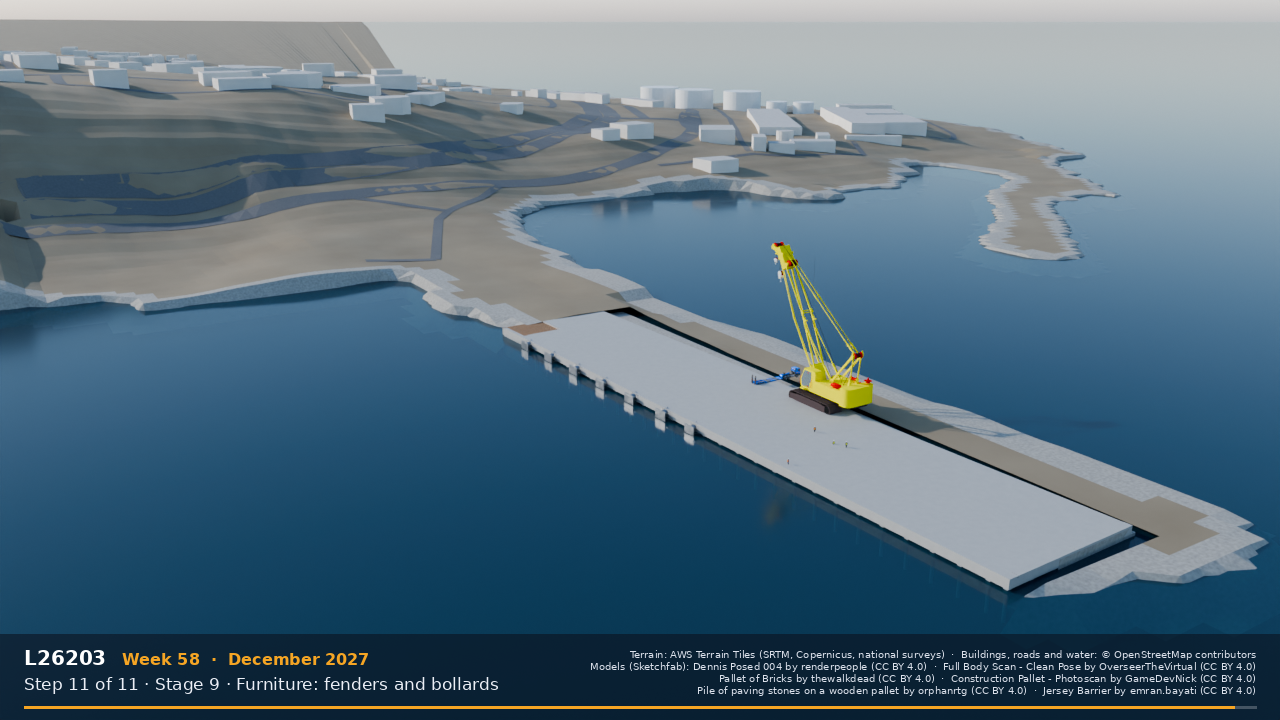 L26203 Week 58 · December 2027
Step 11 of 11 · Stage 9 · Furniture: fenders and bollards
Terrain: AWS Terrain Tiles (SRTM, Copernicus, national surveys) · Buildings, roads and water: © OpenStreetMap contributors
Models (Sketchfab): Dennis Posed 004 by renderpeople (CC BY 4.0) · Full Body Scan - Clean Pose by OverseerTheVirtual (CC BY 4.0)
Pallet of Bricks by thewalkdead (CC BY 4.0) · Construction Pallet - Photoscan by GameDevNick (CC BY 4.0)
Pile of paving stones on a wooden pallet by orphanrtg (CC BY 4.0) · Jersey Barrier by emran.bayati (CC BY 4.0)